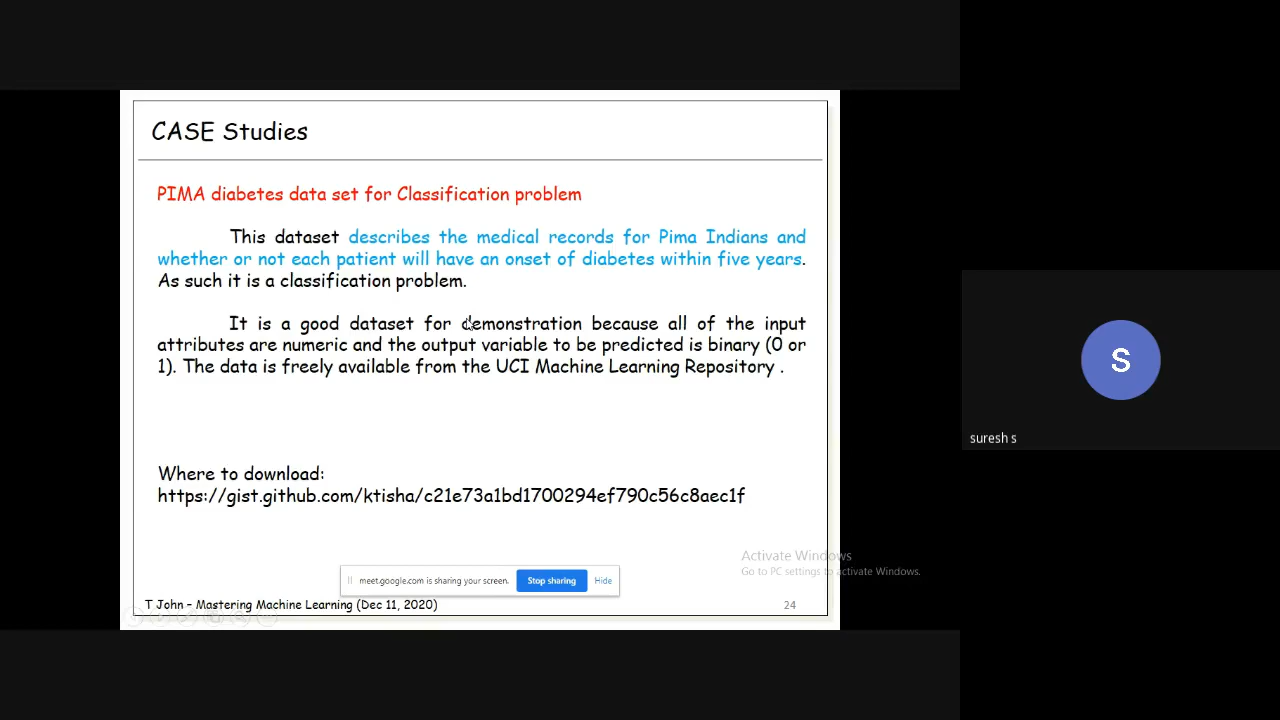 CASE Studies
PIMA diabetes data set for Classification problem
This dataset describes the medical records for Pima Indians and
whether or not each patient will have an onset of diabetes within five years.
As such it is a classification problem.
It is a good dataset for demonstration because all of the input
attributes are numeric and the output variable to be predicted is binary (0 or
1). The data is freely available from the UCI Machine Learning Repository .
Where to download:
https://gist.github.com/ktisha/c21e73a1bd1700294ef790c56c8aec1f
Activate Windows
Go to PC settings to activate Windows.
meet.google.com is sharing your screen. Stop sharing Hide
T John – Mastering Machine Learning (Dec 11, 2020) 24
S
suresh s